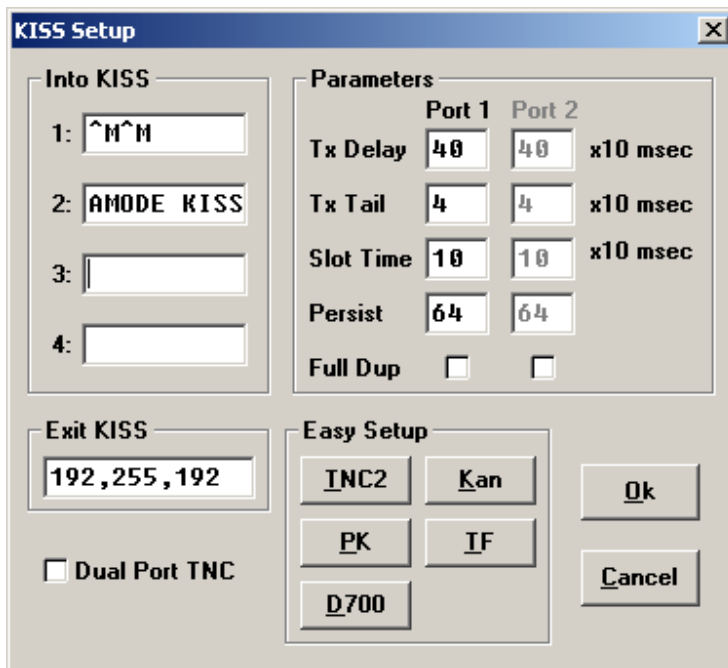 KISS Setup
Into KISS
1: ^M^M
2: AMODE KISS
3:
4:
Parameters
Port 1 Port 2
Tx Delay 40 40 x10 msec
Tx Tail 4 4 x10 msec
Slot Time 10 10 x10 msec
Persist 64 64
Full Dup
Exit KISS
192,255,192
Dual Port TNC
Easy Setup
TNC2 Kan
PK TF
D700
Ok
Cancel